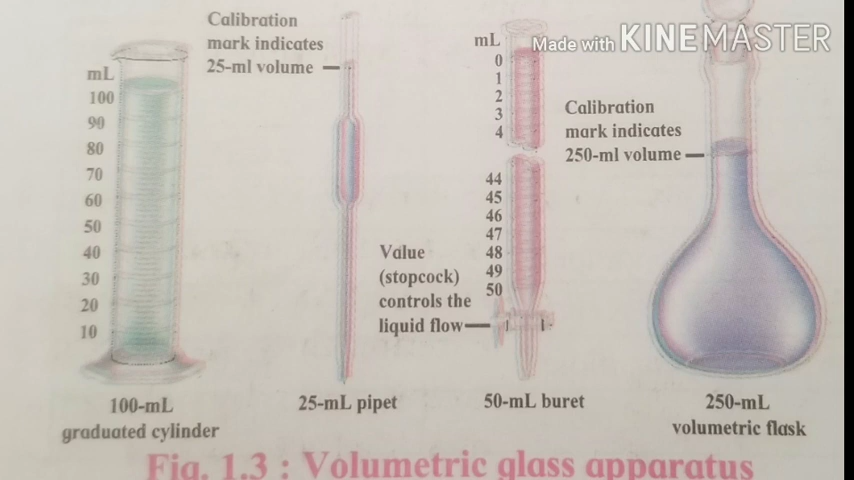 Made with KINEMASTER
mL
100
90
80
70
60
50
40
30
20
10
100-mL
graduated cylinder
Calibration
mark indicates
25-ml volume
25-mL pipet
Value
(stopcock)
controls the
liquid flow
mL
0
1
2
3
4
44
45
46
47
48
49
50
50-mL buret
Calibration
mark indicates
250-ml volume
250-mL
volumetric flask
Fig. 1.3 : Volumetric glass apparatus